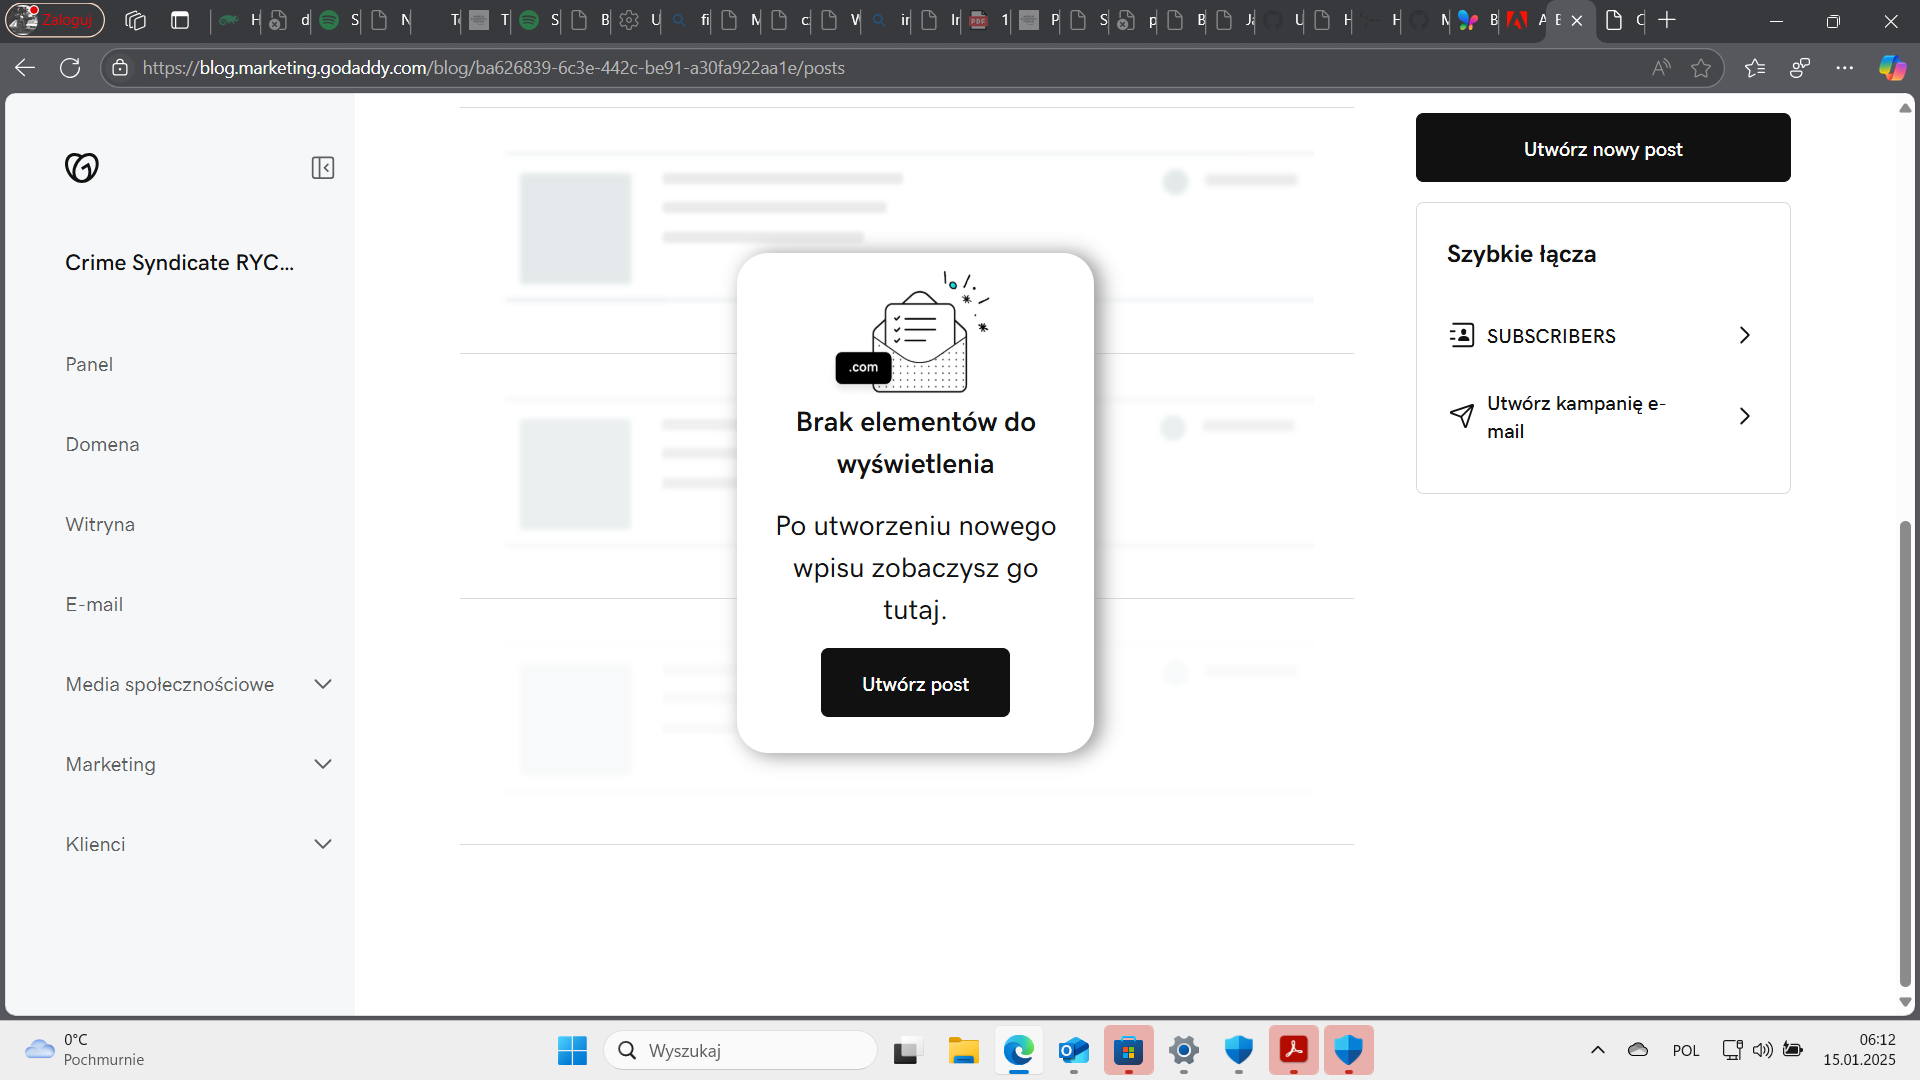 Zaloguj
https://blog.marketing.godaddy.com/blog/ba626839-6c3e-442c-be91-a30fa922aa1e/posts
Crime Syndicate RYC...
Panel
Domena
Witryna
E-mail
Media społecznościowe
Marketing
Klienci
.com
Brak elementów do
wyświetlenia
Po utworzeniu nowego
wpisu zobaczysz go
tutaj.
Utwórz post
Utwórz nowy post
Szybkie łącza
SUBSCRIBERS
Utwórz kampanię e-
mail
0°C
Pochmurnie
Wyszukaj
POL
06:12
15.01.2025